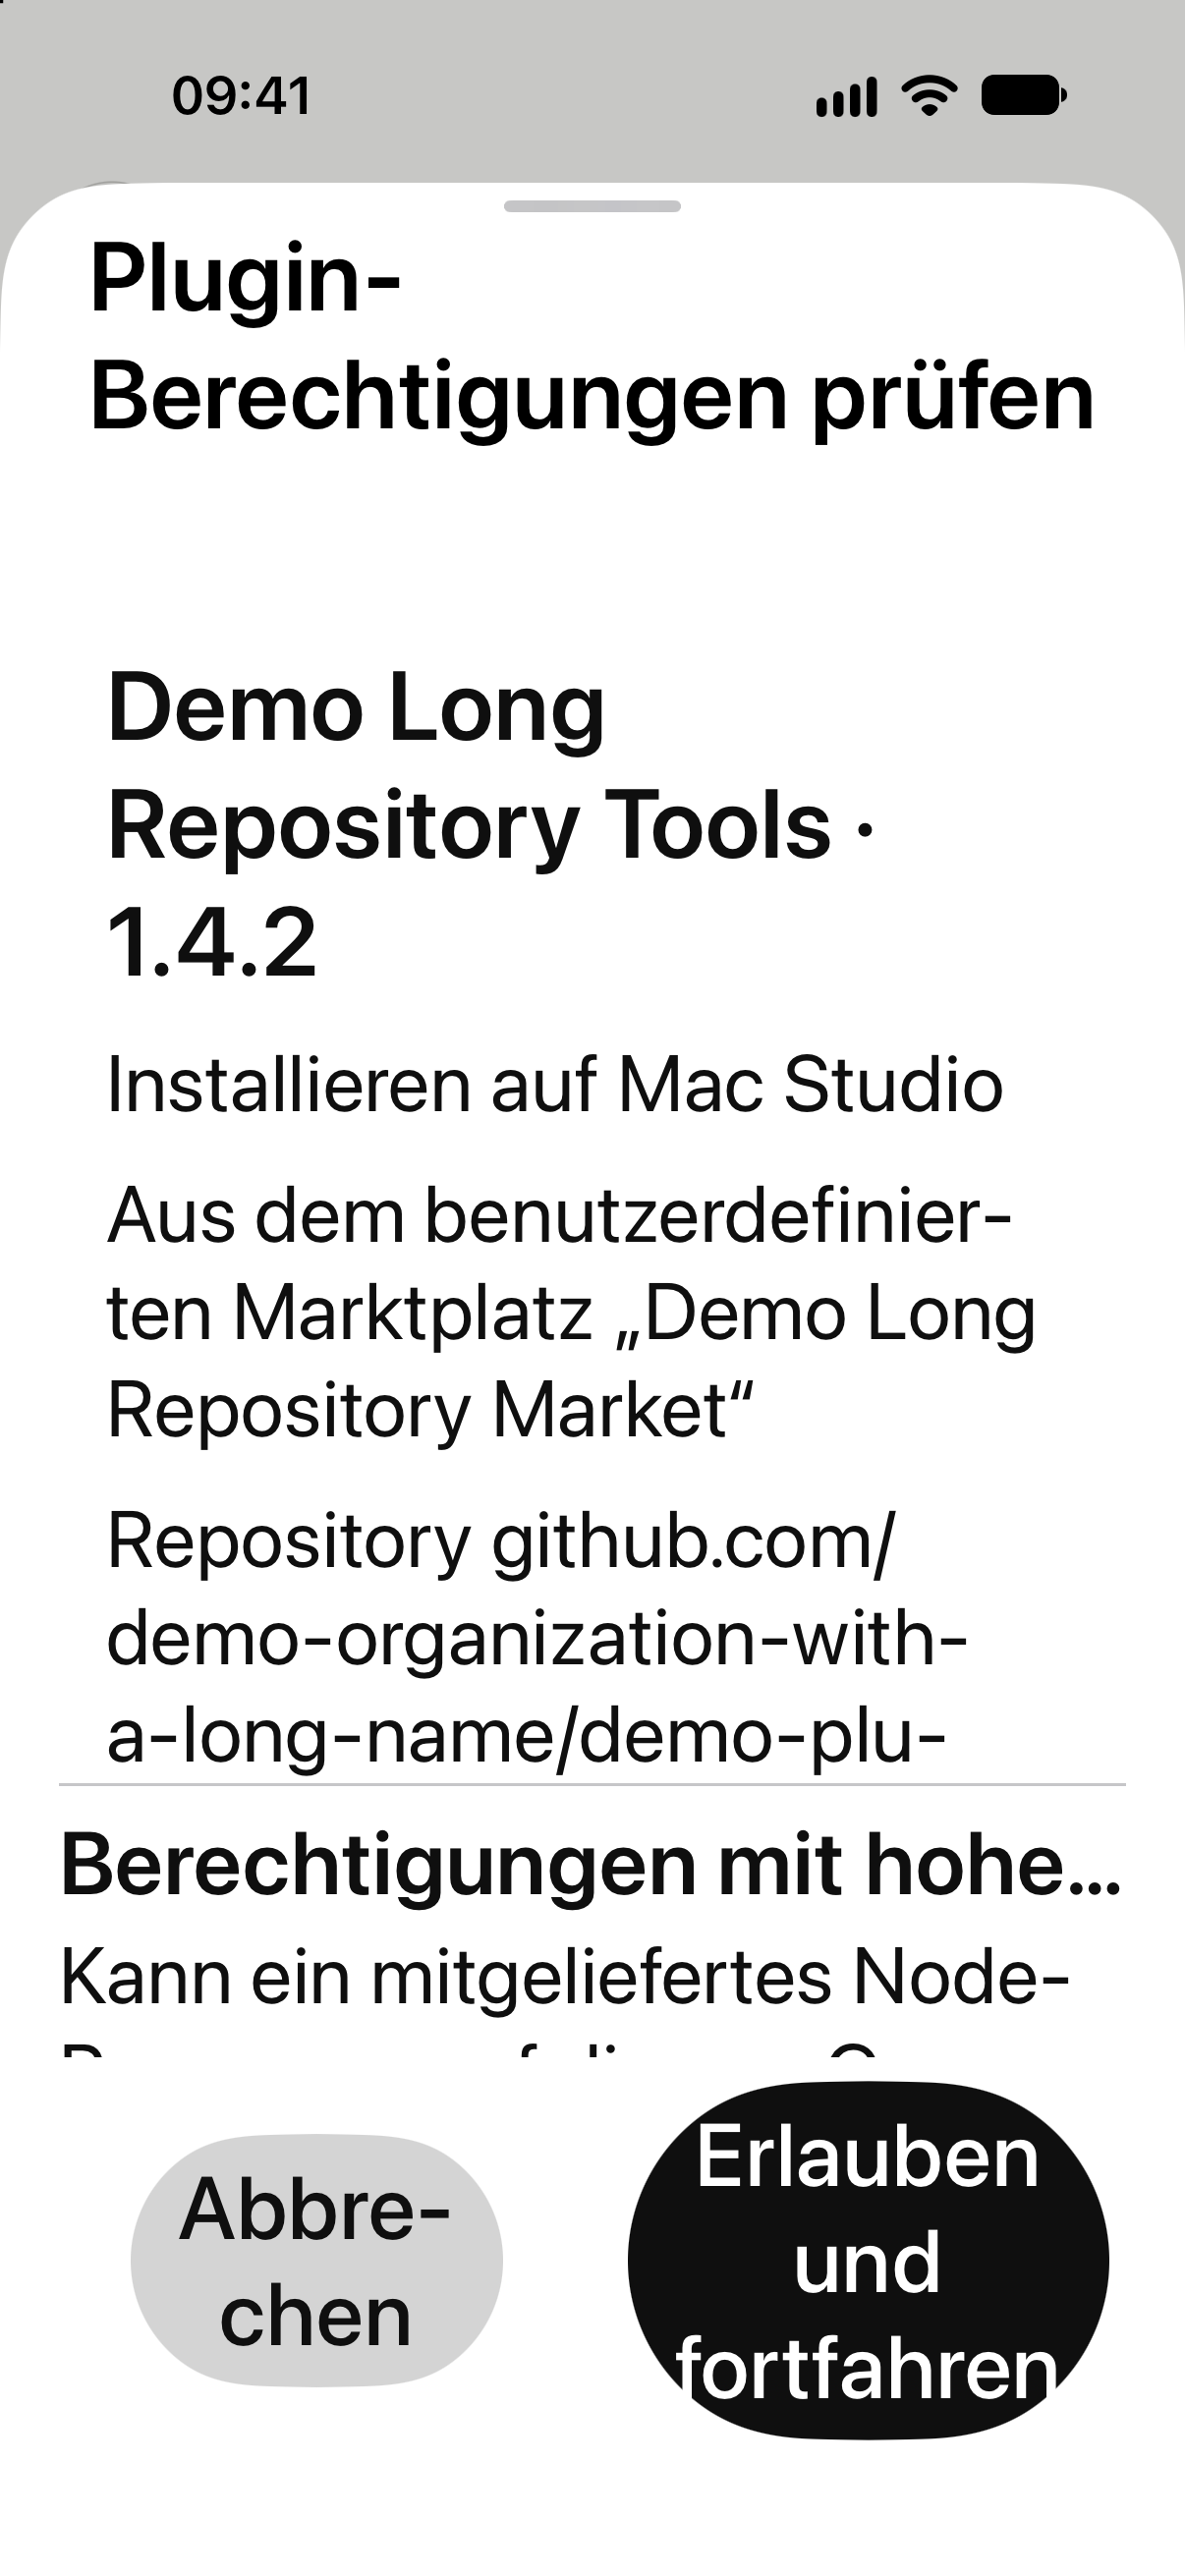 09:41
Plugin-
Berechtigungen prüfen
Demo Long
Repository Tools ·
1.4.2
Installieren auf Mac Studio
Aus dem benutzerdefinier-
ten Marktplatz „Demo Long
Repository Market“
Repository github.com/
demo-organization-with-
a-long-name/demo-plu-
Berechtigungen mit hohe…
Kann ein mitgeliefertes Node-
Abbre-
chen
Erlauben
und
fortfahren